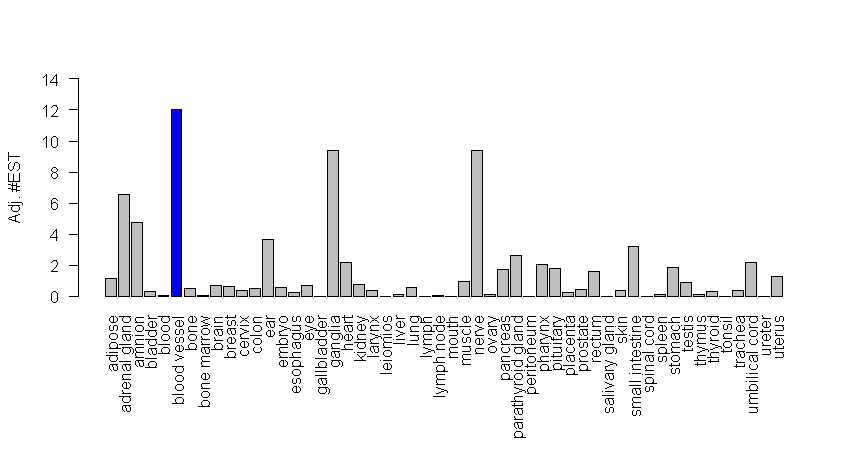 14
12
10
8
6
4
2
0
Adj. #EST
adipose
adrenal gland
amnion
bladder
blood
blood vessel
bone
bone marrow
brain
breast
cervix
colon
ear
embryo
esophagus
eye
gallbladder
ganglia
heart
kidney
larynx
leiomios
liver
lung
lymph
lymph node
mouth
muscle
nerve
ovary
pancreas
parathyroid gland
peritoneum
pharynx
pituitary
placenta
prostate
rectum
salivary gland
skin
small intestine
spinal cord
spleen
stomach
testis
thymus
thyroid
tonsil
trachea
umbilical cord
ureter
uterus